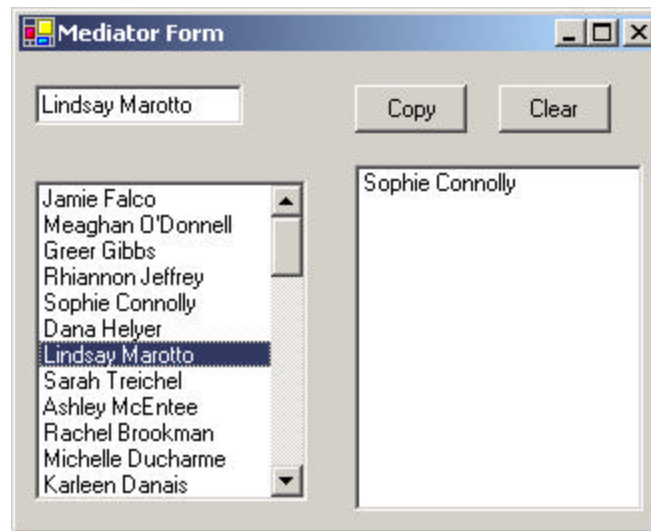 Mediator Form
Lindsay Marotto
Copy
Clear
Jamie Falco
Meaghan O'Donnell
Greer Gibbs
Rhiannon Jeffrey
Sophie Connolly
Dana Helyer
Lindsay Marotto
Sarah Treichel
Ashley McEntee
Rachel Brookman
Michelle Ducharme
Karleen Danais
Sophie Connolly